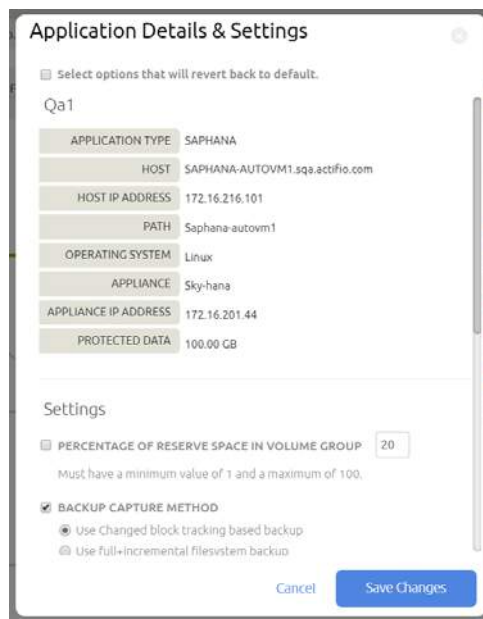 Application Details & Settings
Select options that will revert back to default.
Qa1
APPLICATION TYPE SAPHANA
HOST SAPHANA-AUTOVM1.sqa.actifio.com
HOST IP ADDRESS 172.16.216.101
PATH Saphana-autovm1
OPERATING SYSTEM Linux
APPLIANCE Sky-hana
APPLIANCE IP ADDRESS 172.16.201.44
PROTECTED DATA 100.00 GB
Settings
PERCENTAGE OF RESERVE SPACE IN VOLUME GROUP 20
Must have a minimum value of 1 and a maximum of 100.
BACKUP CAPTURE METHOD
Use Changed block tracking based backup
Use full+incremental filesystem backup
Cancel Save Changes